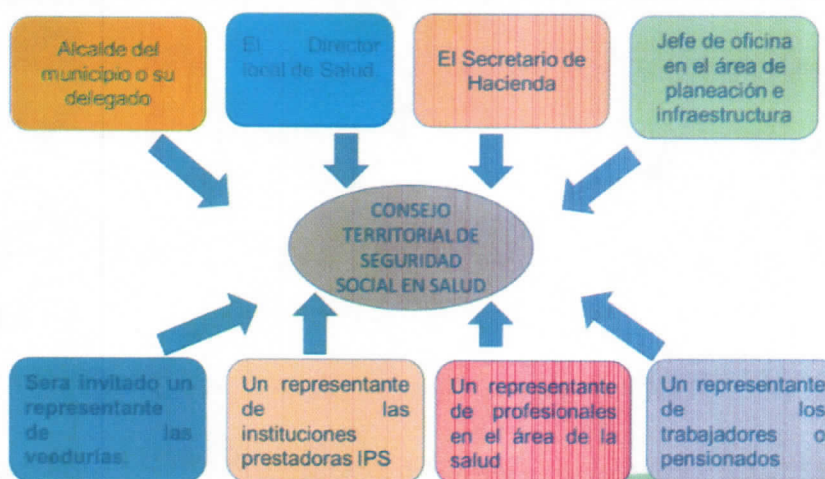 Alcalde del
municipio o su
delegado
El Director
local de Salud.
El Secretario de
Hacienda
Jefe de oficina
en el área de
planeación e
infraestructura
CONSEJO
TERRITORIAL DE
SEGURIDAD
SOCIAL EN SALUD
Sera invitado un
representante
de las
veedurías.
Un representante
de las
instituciones
prestadoras IPS
Un representante
de profesionales
en el área de la
salud
Un representante
de los
trabajadores o
pensionados